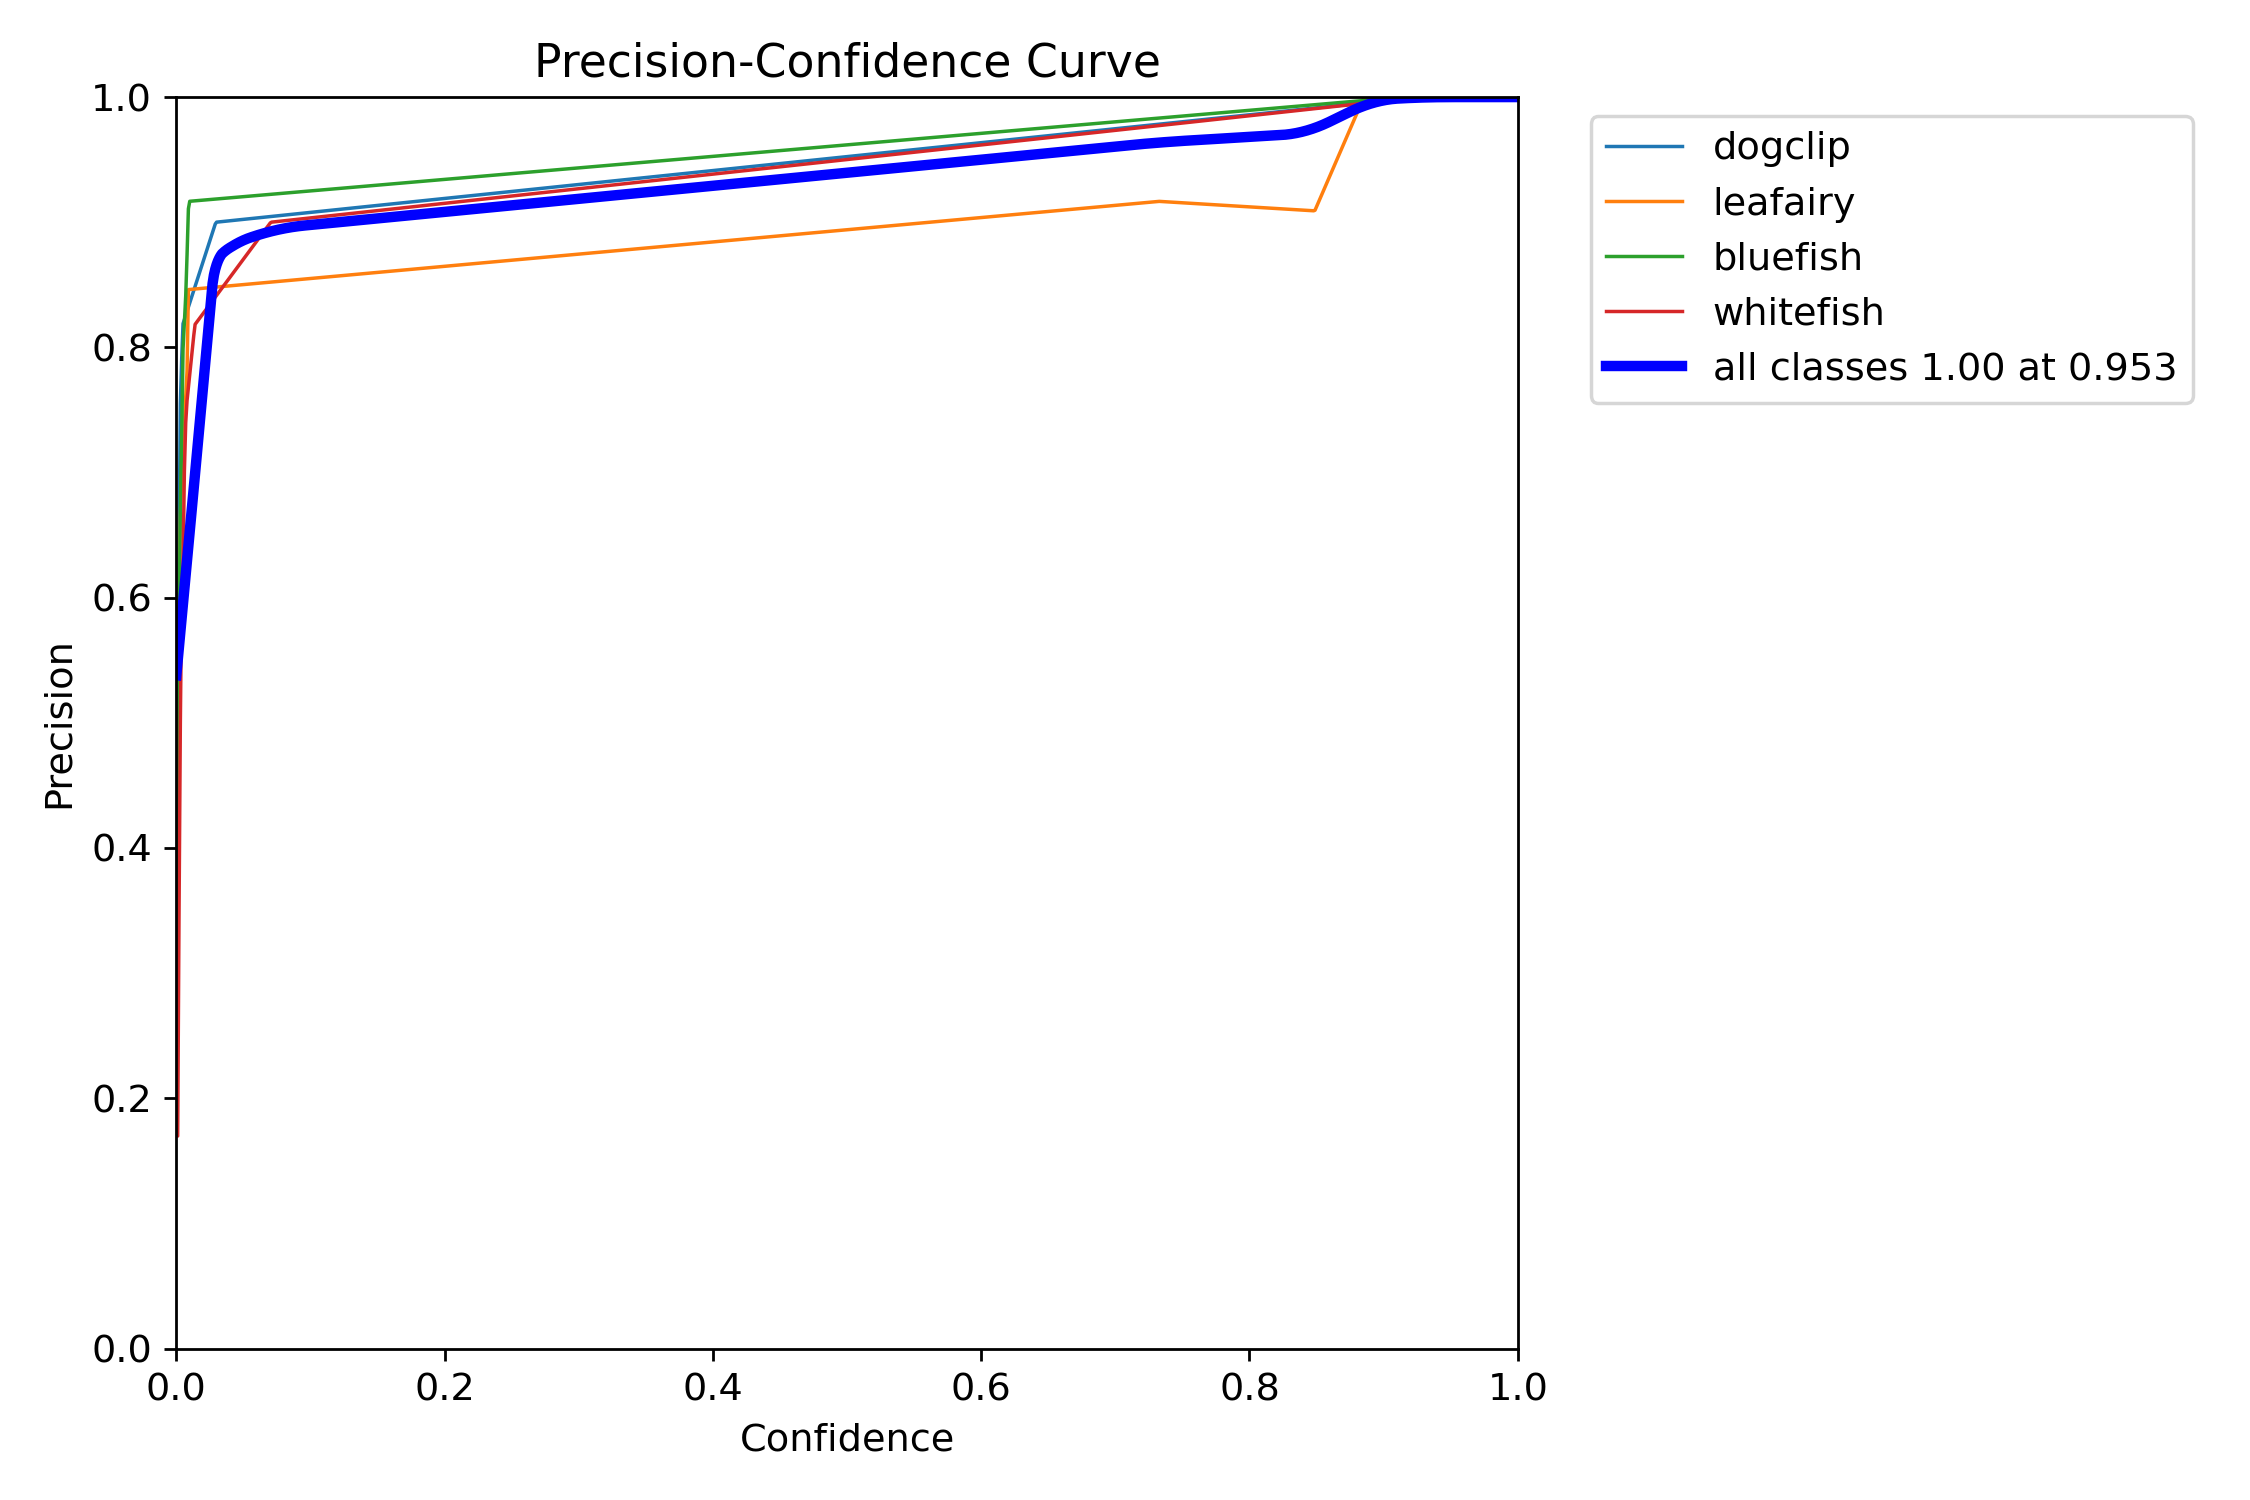 Precision-Confidence Curve
1.0
0.8
0.6
0.4
0.2
0.0
Precision
0.0 0.2 0.4 0.6 0.8 1.0
Confidence
dogclip
leafairy
bluefish
whitefish
all classes 1.00 at 0.953